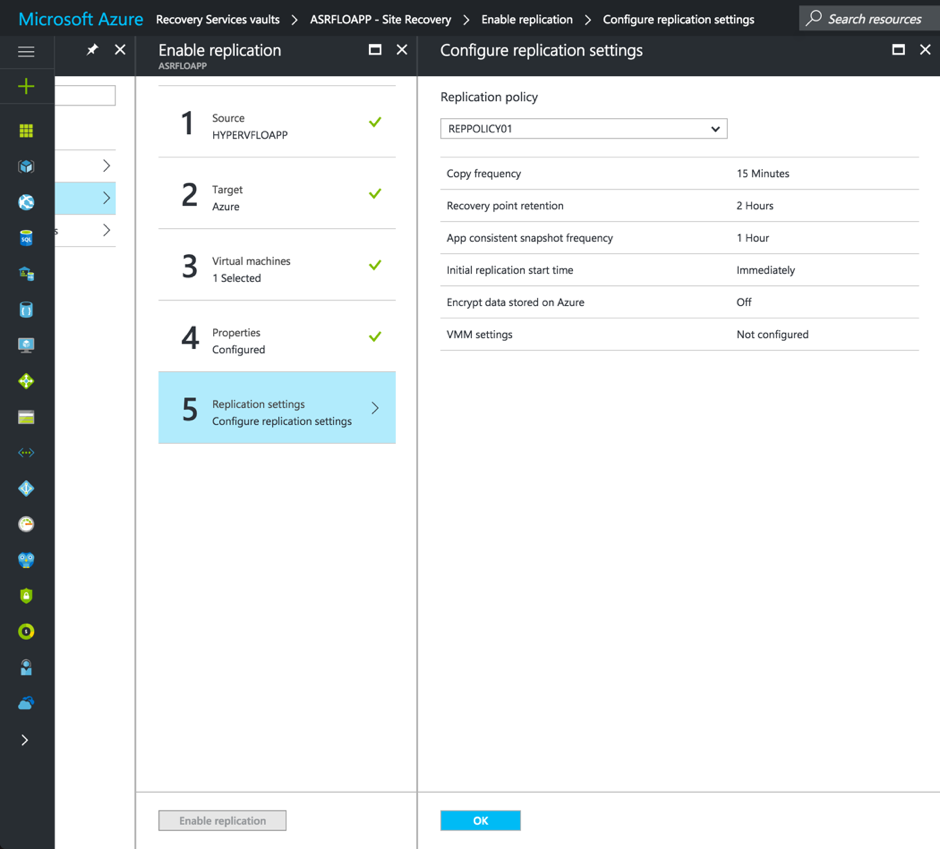 Microsoft Azure Recovery Services vaults > ASRFLOAPP - Site Recovery > Enable replication > Configure replication settings Search resources
Enable replication
ASRFLOAPP
1
Source
HYPERVFLOAPP
2
Target
Azure
3
Virtual machines
1 Selected
4
Properties
Configured
5
Replication settings
Configure replication settings
Enable replication
Configure replication settings
Replication policy
REPPOLICY01
Copy frequency 15 Minutes
Recovery point retention 2 Hours
App consistent snapshot frequency 1 Hour
Initial replication start time Immediately
Encrypt data stored on Azure Off
VMM settings Not configured
OK
s
SQL